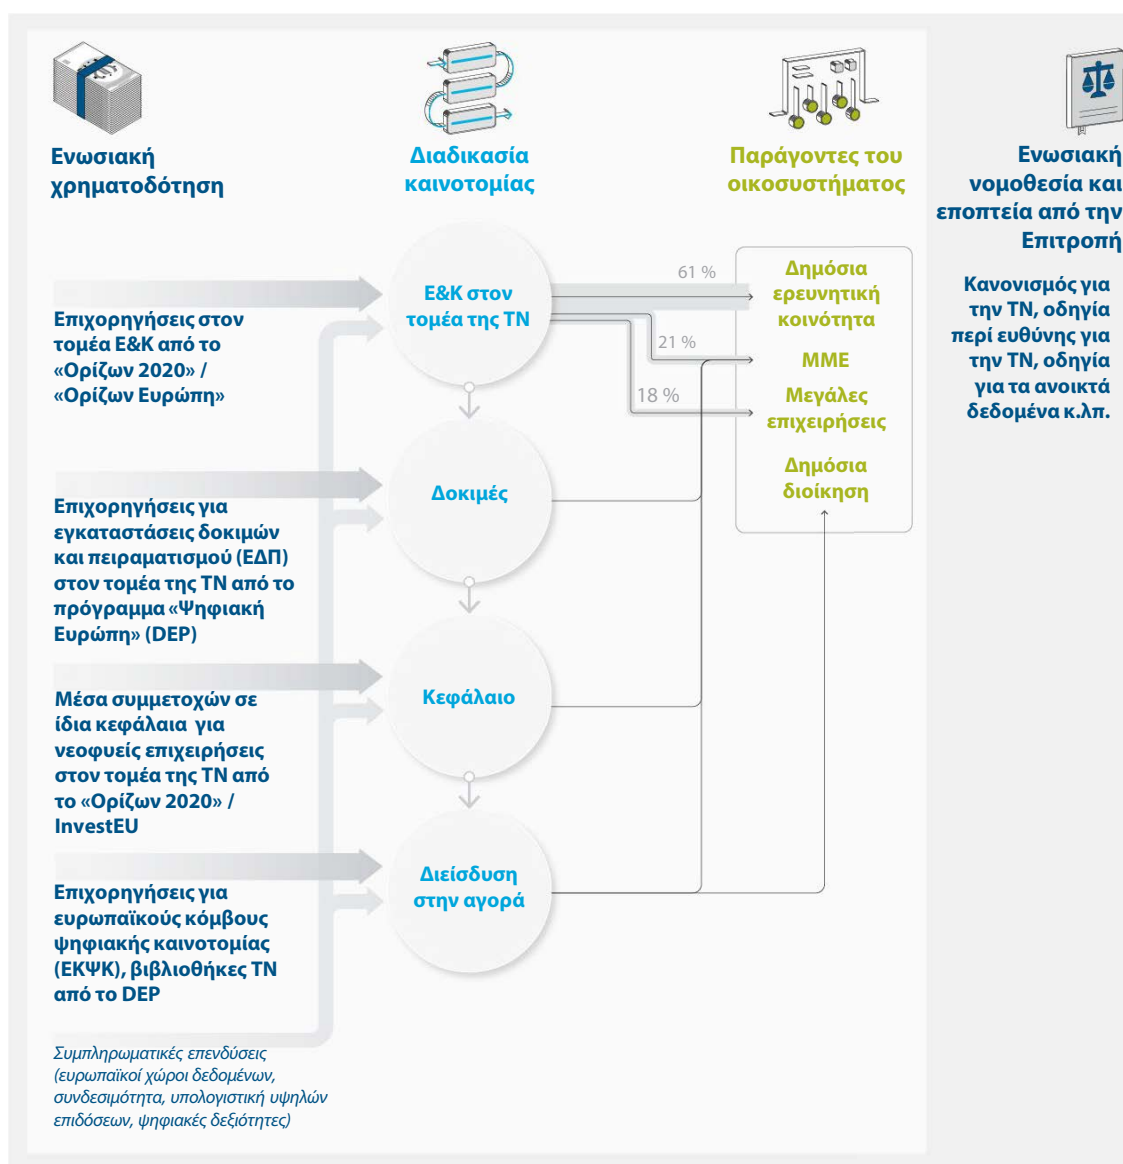 Ενωσιακή
χρηματοδότηση
Διαδικασία
καινοτομίας
Παράγοντες του
οικοσυστήματος
Ενωσιακή
νομοθεσία και
εποπτεία από την
Επιτροπή
Κανονισμός για
την ΤΝ, οδηγία
περί ευθύνης για
την ΤΝ, οδηγία
για τα ανοικτά
δεδομένα κ.λπ.
Επιχορηγήσεις στον
τομέα Ε&Κ από το
«Ορίζων 2020» /
«Ορίζων Ευρώπη»
Ε&Κ στον
τομέα της ΤΝ
61 %
21 %
18 %
Δημόσια
ερευνητική
κοινότητα
ΜΜΕ
Μεγάλες
επιχειρήσεις
Δημόσια
διοίκηση
Επιχορηγήσεις για
εγκαταστάσεις δοκιμών
και πειραματισμού (ΕΔΠ)
στον τομέα της ΤΝ από το
πρόγραμμα «Ψηφιακή
Ευρώπη» (DEP)
Δοκιμές
Μέσα συμμετοχών σε
ίδια κεφάλαια για
νεοφυείς επιχειρήσεις
στον τομέα της ΤΝ από
το «Ορίζων 2020» /
InvestEU
Κεφάλαιο
Επιχορηγήσεις για
ευρωπαϊκούς κόμβους
ψηφιακής καινοτομίας
(ΕΚΨΚ), βιβλιοθήκες ΤΝ
από το DEP
Διείσδυση
στην αγορά
Συμπληρωματικές επενδύσεις
(ευρωπαϊκοί χώροι δεδομένων,
συνδεσιμότητα, υπολογιστική υψηλών
επιδόσεων, ψηφιακές δεξιότητες)